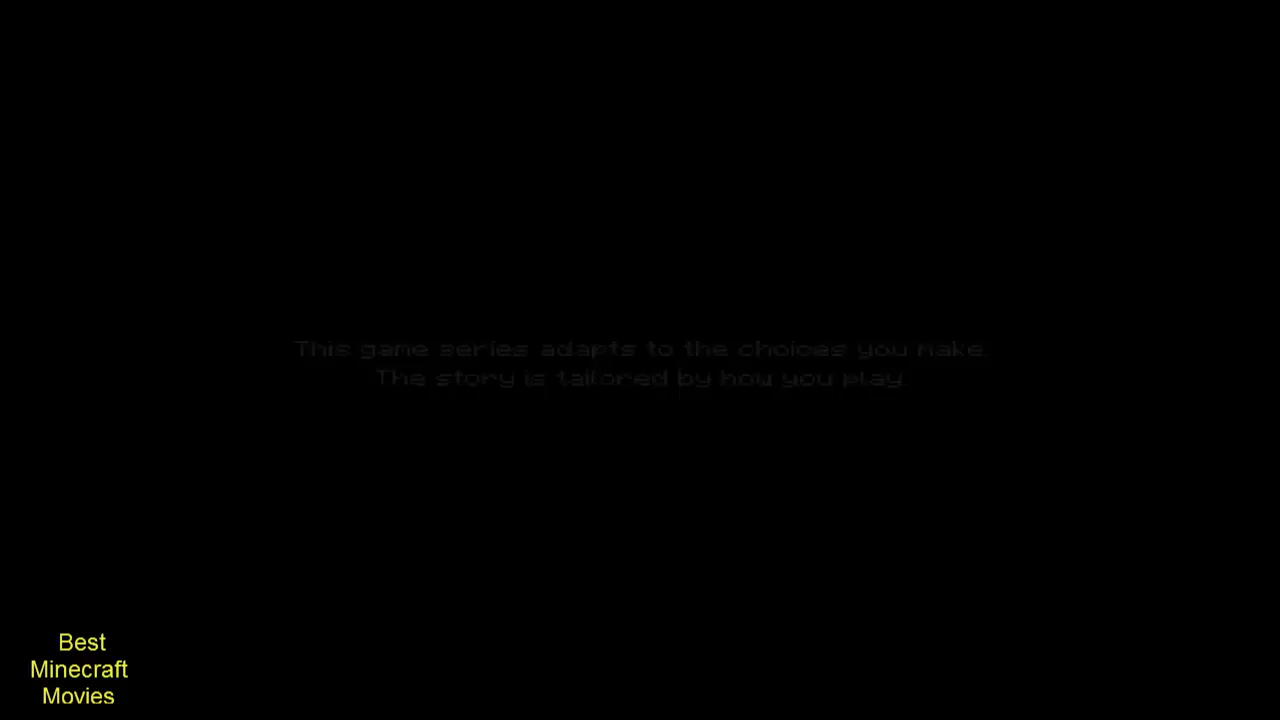 This game series adapts to the choices you make.
The story is tailored by how you play.
Best
Minecraft
Movies